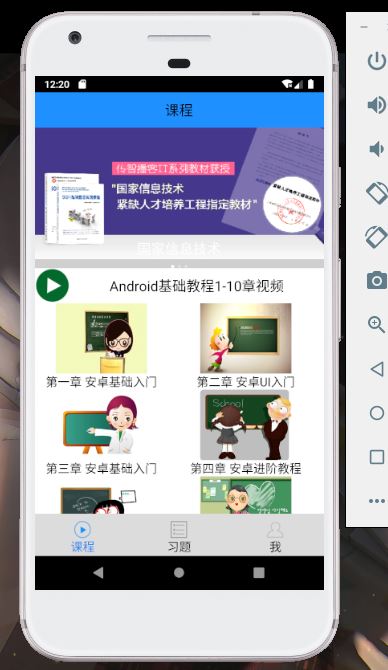 12:20
课程
传智播客IT系列教材获授
"国家信息技术
紧缺人才培养工程指定教材"
国家信息技术
Android基础教程1-10章视频
第一章 安卓基础入门
第二章 安卓UI入门
第三章 安卓基础入门
School
第四章 安卓进阶教程
课程
习题
我